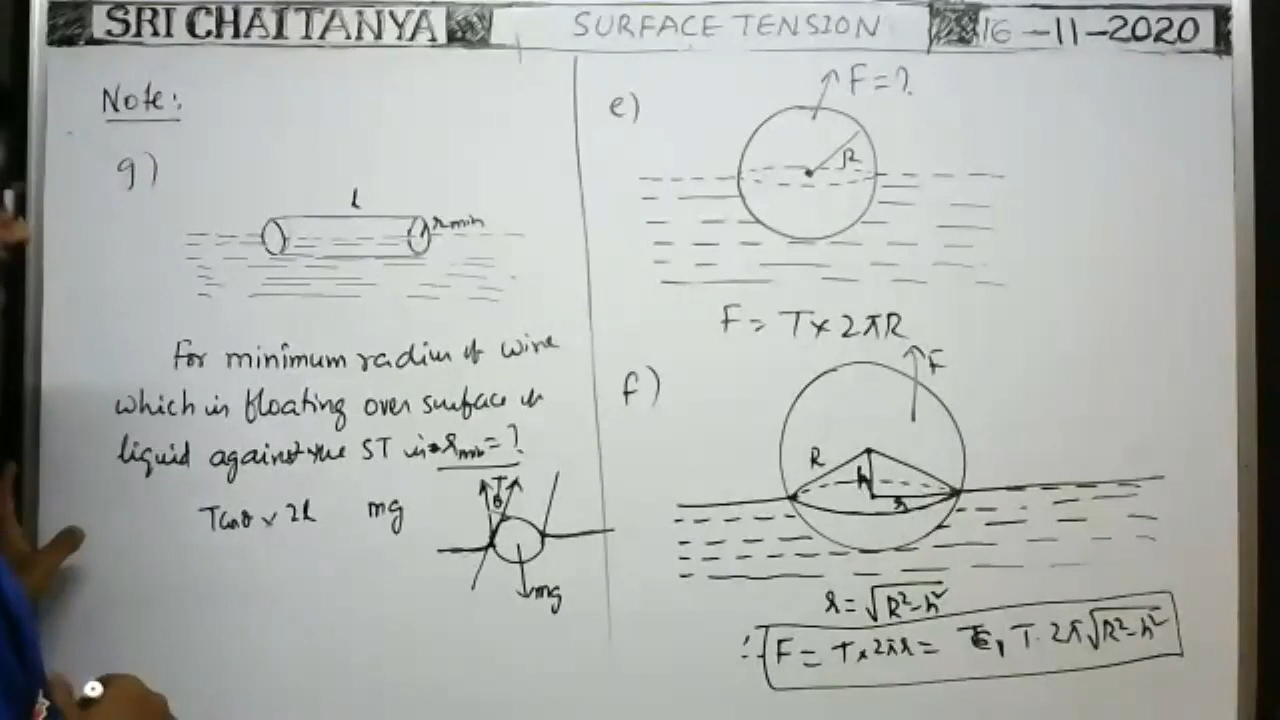 SRI CHAITANYA
SURFACE TENSION
16-11-2020
Note:
g)
l
r min
For minimum radius of wire
which is floating over surface of
liquid against the ST is r min = ?
T cosθ × 2l mg
T
θ
mg
e)
F = ?
R
F = T × 2πR
f)
F
R
h
r
r = √R²-h²
∴ F = T × 2πr = T. 2π√R²-h²